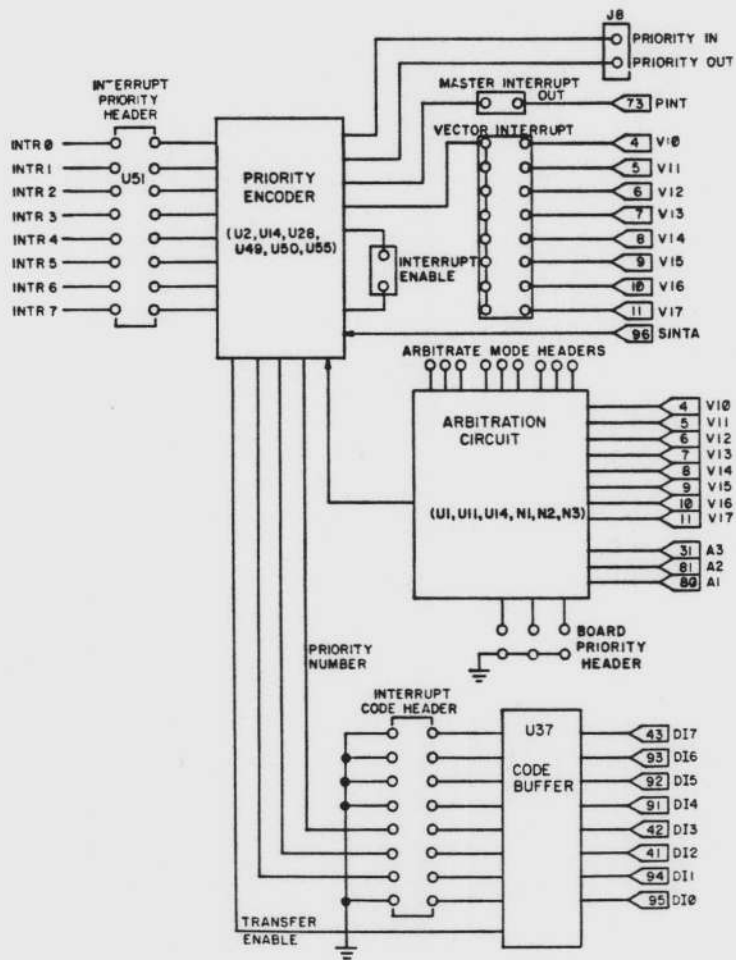 J8
PRIORITY IN
PRIORITY OUT
INTERRUPT
PRIORITY
HEADER
MASTER INTERRUPT
OUT
73 PINT
VECTOR INTERRUPT
INTR 0
INTR 1
INTR 2
INTR 3
INTR 4
INTR 5
INTR 6
INTR 7
U51
PRIORITY
ENCODER
(U2, U14, U28,
U49, U50, U55)
INTERRUPT
ENABLE
4 VI0
5 VI1
6 VI2
7 VI3
8 VI4
9 VI5
10 VI6
11 VI7
96 SINTA
ARBITRATE MODE HEADERS
ARBITRATION
CIRCUIT
(U1, U11, U14, N1, N2, N3)
4 VI0
5 VI1
6 VI2
7 VI3
8 VI4
9 VI5
10 VI6
11 VI7
31 A3
81 A2
80 A1
BOARD
PRIORITY
HEADER
PRIORITY
NUMBER
INTERRUPT
CODE HEADER
U37
CODE
BUFFER
43 DI7
93 DI6
92 DI5
91 DI4
42 DI3
41 DI2
94 DI1
95 DI0
TRANSFER
ENABLE